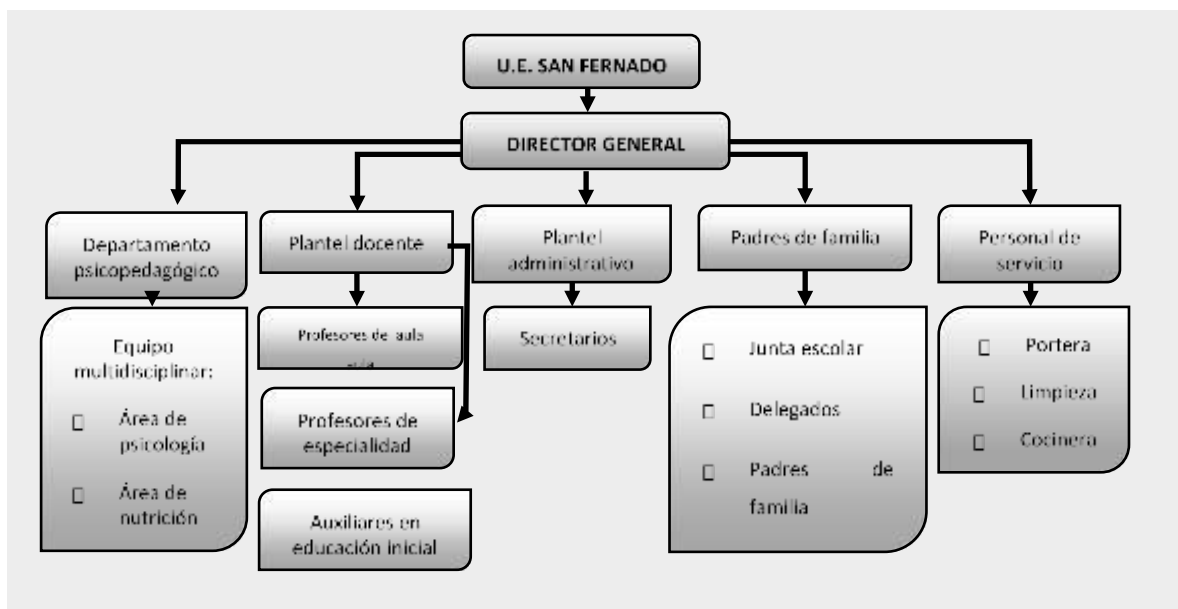 U.E. SAN FERNADO
DIRECTOR GENERAL
Departamento
psicopedagógico
Equipo
multidisciplinar:
Área de
psicología
Área de
nutrición
Plantel docente
Profesores de aula
Profesores de
especialidad
Auxiliares en
educación inicial
Plantel
administrativo
Secretarios
Padres de familia
Junta escolar
Delegados
Padres de
familia
Personal de
servicio
Portera
Limpieza
Cocinera